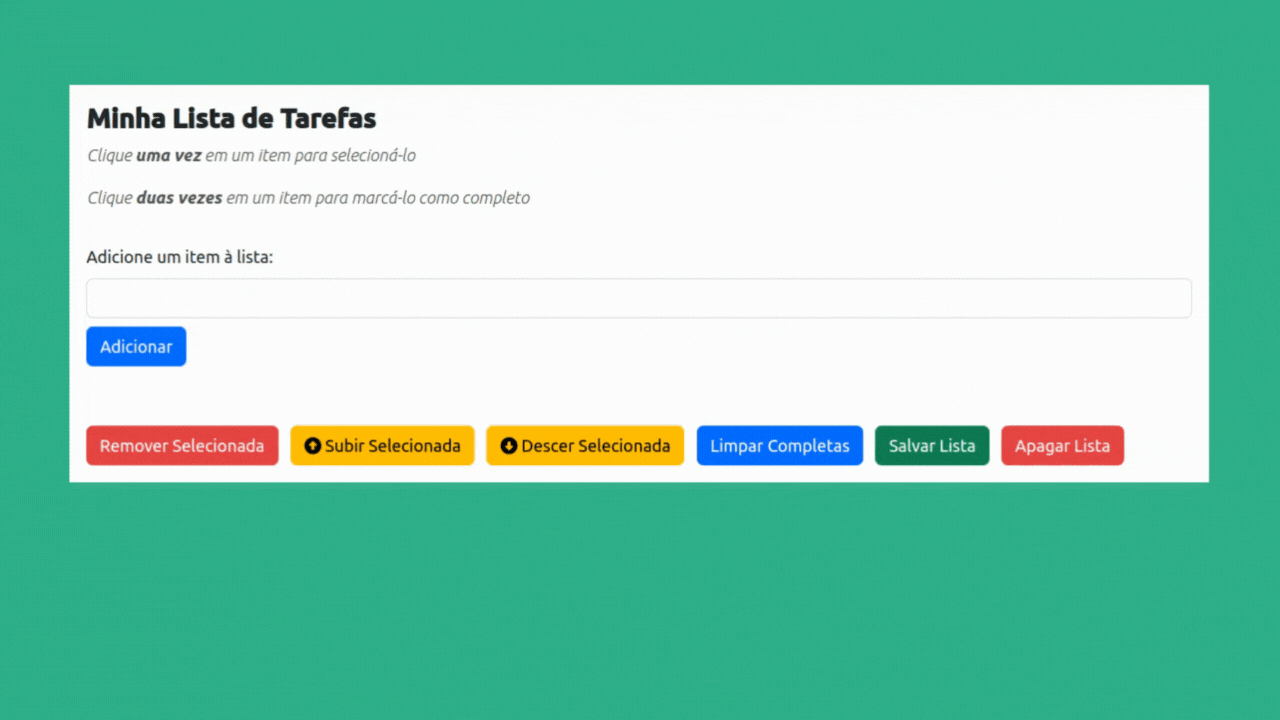 Minha Lista de Tarefas
Clique uma vez em um item para selecioná-lo
Clique duas vezes em um item para marcá-lo como completo
Adicione um item à lista:
Adicionar
Remover Selecionada Subir Selecionada Descer Selecionada Limpar Completas Salvar Lista Apagar Lista